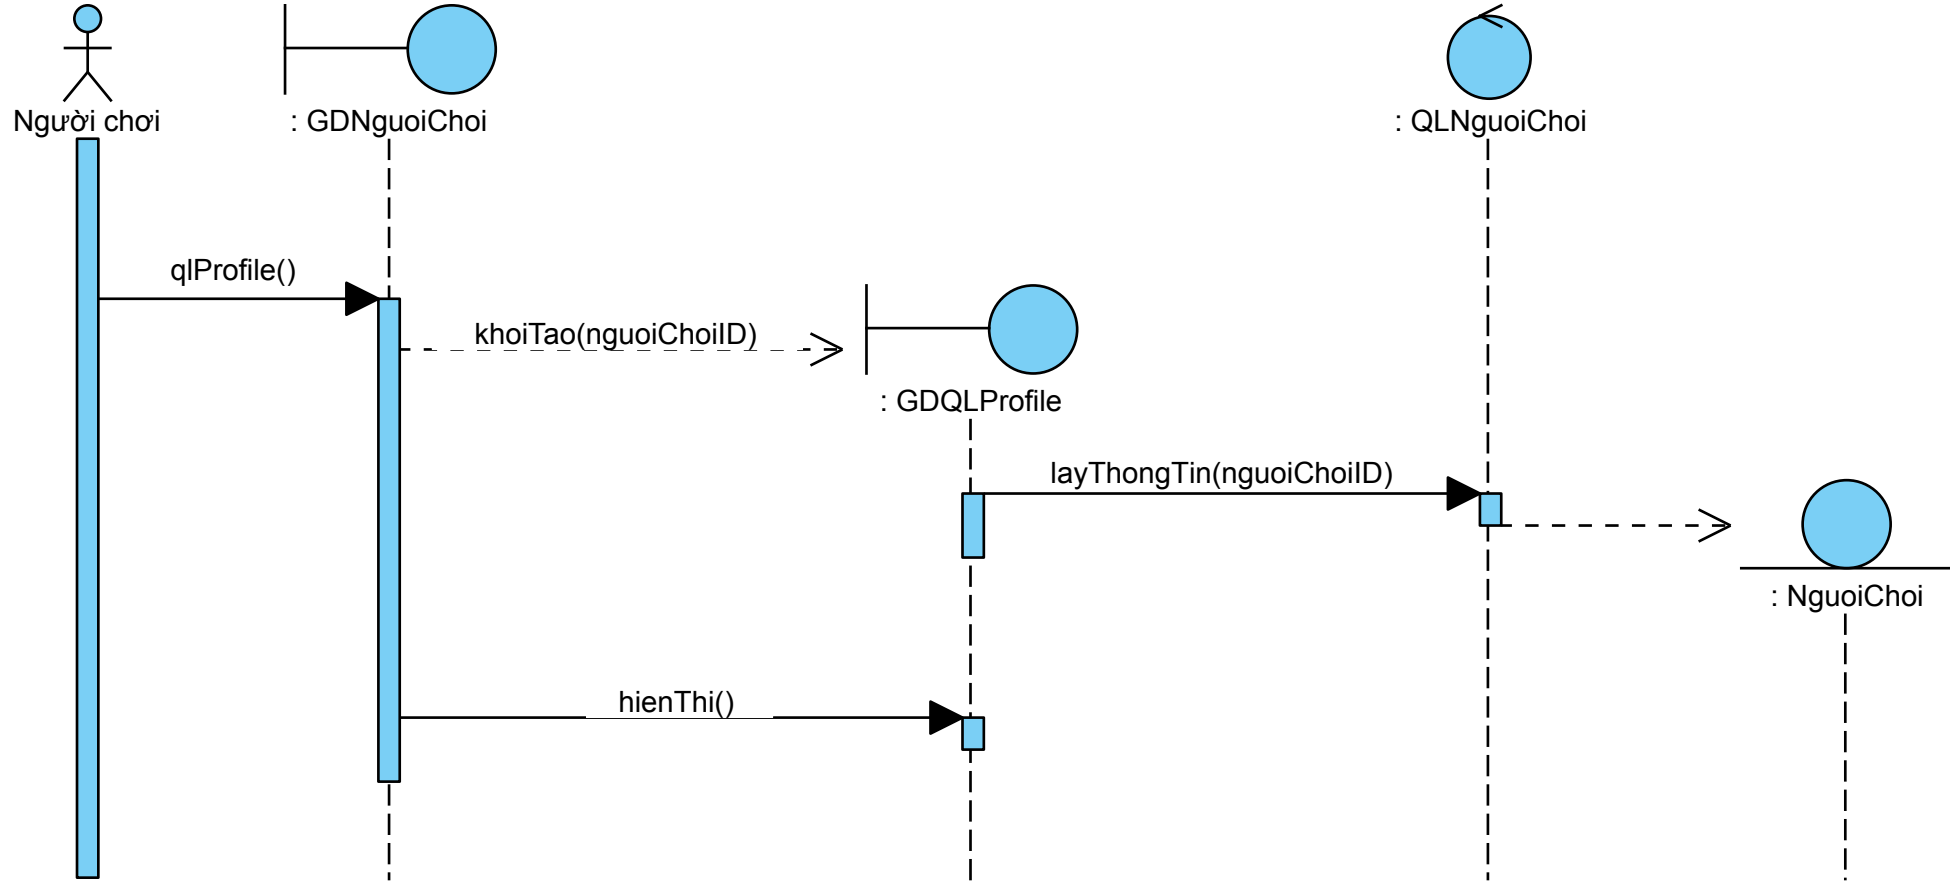 Người chơi
: GDNguoiChoi
: QLNguoiChoi
qlProfile()
khoiTao(nguoiChoiID)
: GDQLProfile
layThongTin(nguoiChoiID)
: NguoiChoi
hienThi()